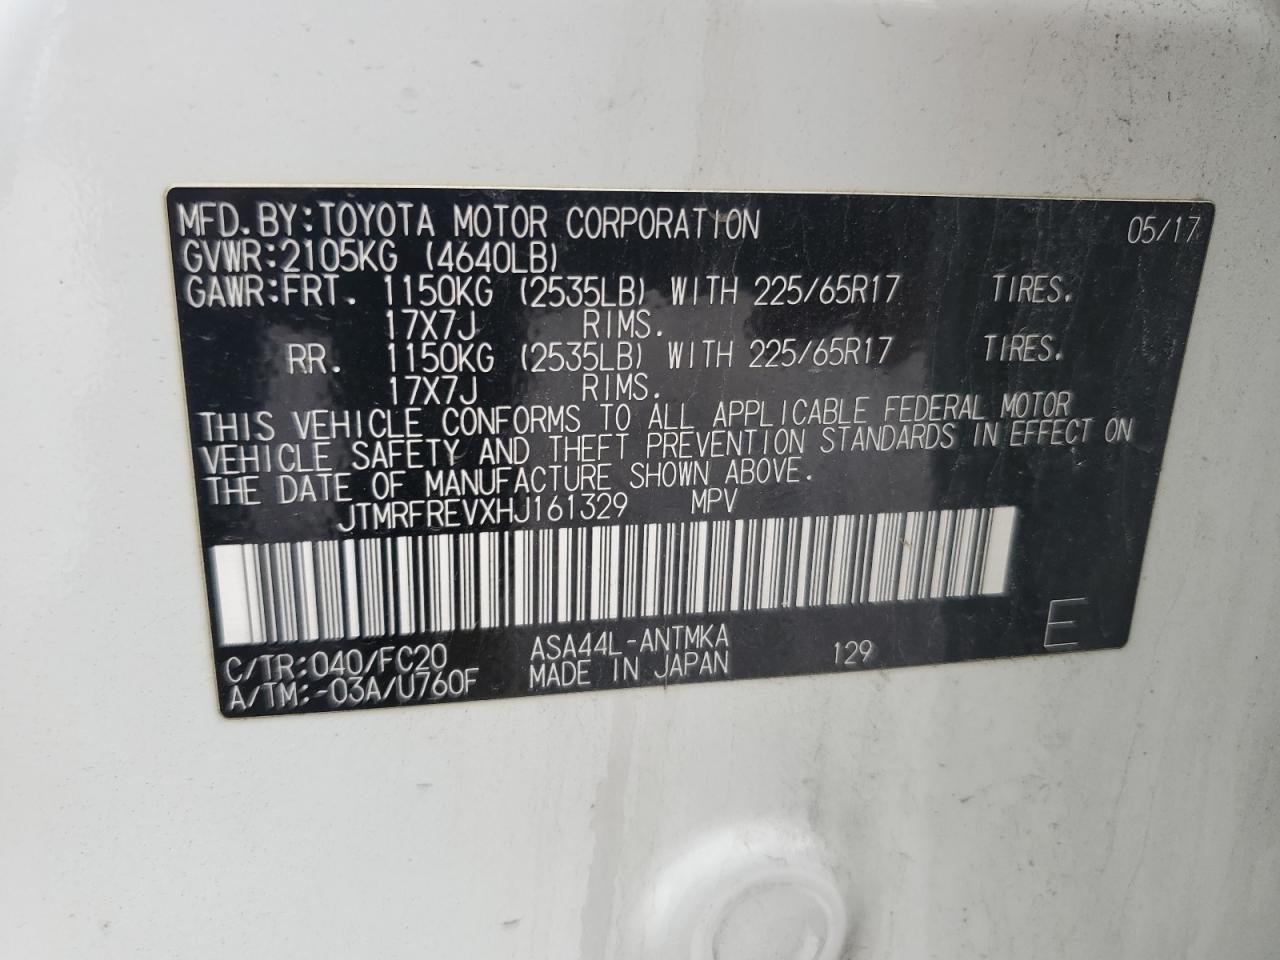 MFD.BY:TOYOTA MOTOR CORPORATION 05/17
GVWR:2105KG (4640LB)
GAWR:FRT. 1150KG (2535LB) WITH 225/65R17 TIRES.
17X7J RIMS.
RR. 1150KG (2535LB) WITH 225/65R17 TIRES.
17X7J RIMS.
THIS VEHICLE CONFORMS TO ALL APPLICABLE FEDERAL MOTOR
VEHICLE SAFETY AND THEFT PREVENTION STANDARDS IN EFFECT ON
THE DATE OF MANUFACTURE SHOWN ABOVE.
JTMRFREVXHJ161329 MPV
C/TR:040/FC20 ASA44L-ANTMKA 129 E
A/TM:-03A/U760F MADE IN JAPAN